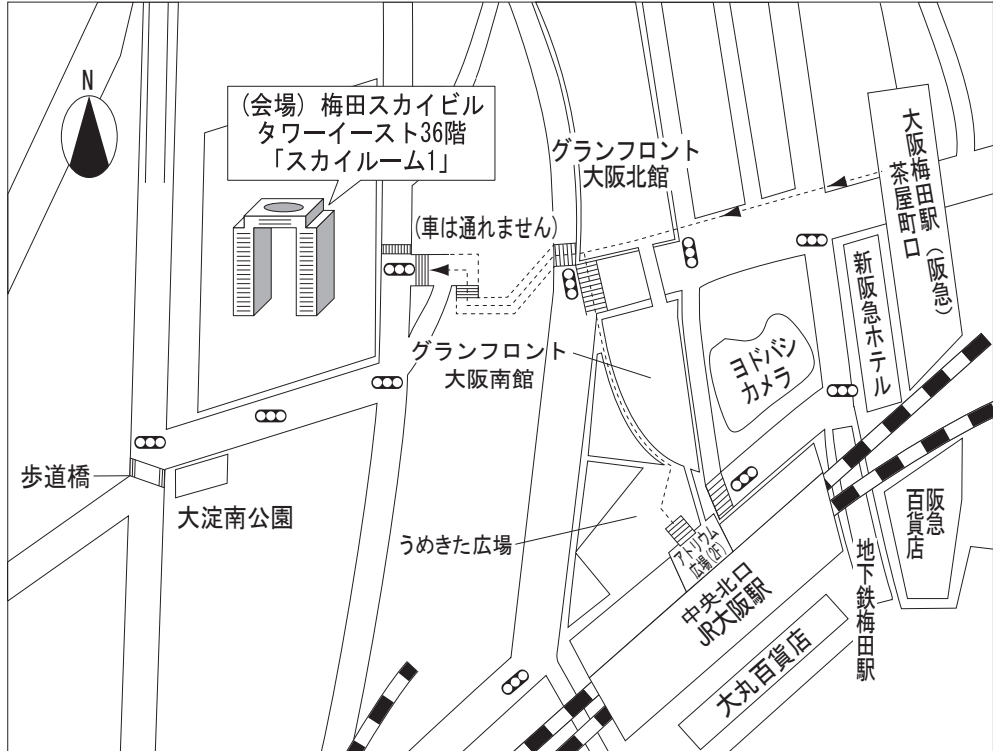 N
(会場) 梅田スカイビル
タワーイースト36階
「スカイルーム1」
グランフロント
大阪北館
(車は通れません)
大阪梅田駅(阪急)
茶屋町口
新阪急ホテル
グランフロント
大阪南館
ヨドバシ
カメラ
歩道橋
大淀南公園
うめきた広場
アトリウム
広場(2F)
中央北口
JR大阪駅
阪急
百貨店
地下鉄梅田駅
大丸百貨店